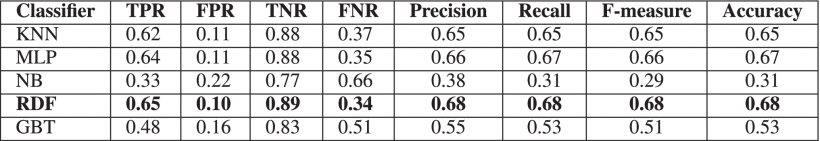 Classifier TPR FPR TNR FNR Precision Recall F-measure Accuracy
KNN 0.62 0.11 0.88 0.37 0.65 0.65 0.65 0.65
MLP 0.64 0.11 0.88 0.35 0.66 0.67 0.66 0.67
NB 0.33 0.22 0.77 0.66 0.38 0.31 0.29 0.31
RDF 0.65 0.10 0.89 0.34 0.68 0.68 0.68 0.68
GBT 0.48 0.16 0.83 0.51 0.55 0.53 0.51 0.53